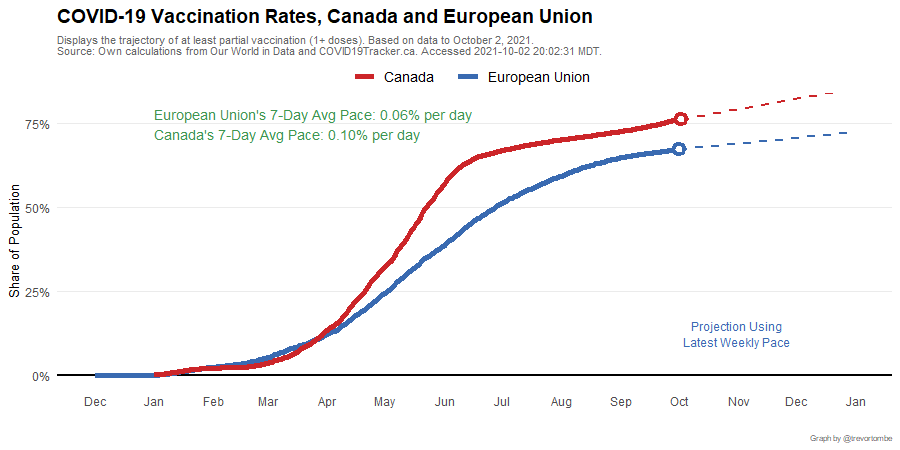 COVID-19 Vaccination Rates, Canada and European Union
Displays the trajectory of at least partial vaccination (1+ doses). Based on data to October 2, 2021.
Source: Own calculations from Our World in Data and COVID19Tracker.ca. Accessed 2021-10-02 20:02:31 MDT.
Canada European Union
European Union's 7-Day Avg Pace: 0.06% per day
Canada's 7-Day Avg Pace: 0.10% per day
75%
50%
25%
0%
Share of Population
Projection Using
Latest Weekly Pace
Dec Jan Feb Mar Apr May Jun Jul Aug Sep Oct Nov Dec Jan
Graph by @trevortombe